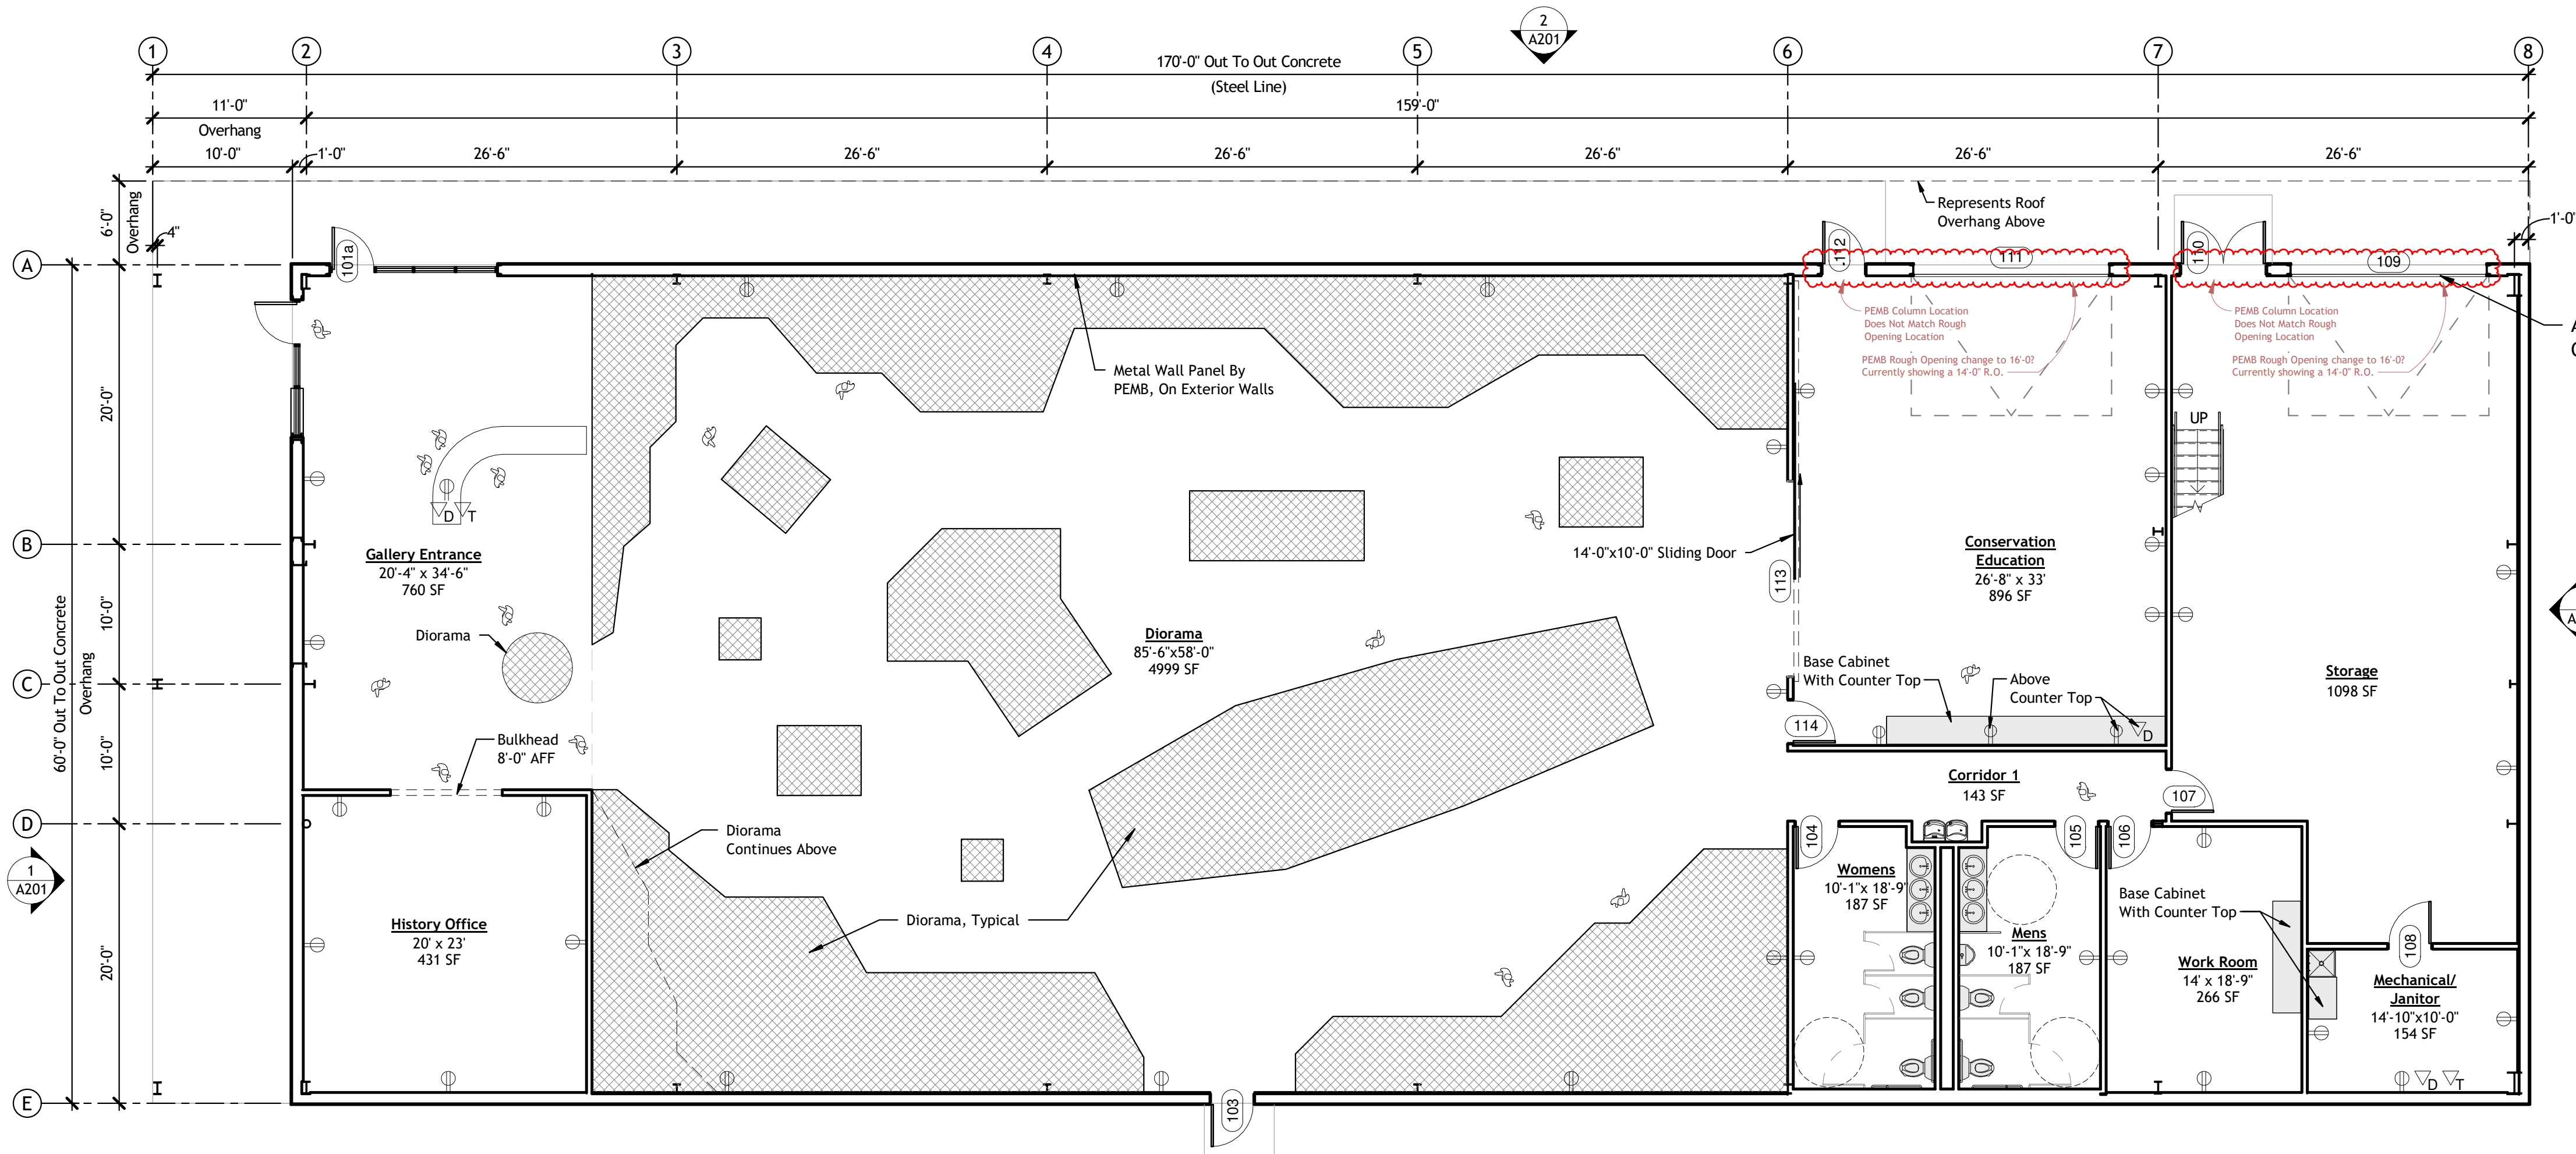 2
A201
1
2
3
4
5
6
7
8
170'-0" Out To Out Concrete
(Steel Line)
11'-0"
159'-0"
Overhang
10'-0"
1'-0"
26'-6"
26'-6"
26'-6"
26'-6"
26'-6"
26'-6"
6'-0"
Overhang
4"
Represents Roof
Overhang Above
1'-0"
A
B
C
D
E
20'-0"
10'-0"
10'-0"
20'-0"
60'-0" Out To Out Concrete
Overhang
1
A201
101a
112
111
110
109
PEMB Column Location
Does Not Match Rough
Opening Location
PEMB Rough Opening change to 16'-0?
Currently showing a 14'-0" R.O.
PEMB Column Location
Does Not Match Rough
Opening Location
PEMB Rough Opening change to 16'-0?
Currently showing a 14'-0" R.O.
Metal Wall Panel By
PEMB, On Exterior Walls
UP
D
T
Gallery Entrance
20'-4" x 34'-6"
760 SF
14'-0"x10'-0" Sliding Door
113
Conservation
Education
26'-8" x 33'
896 SF
Diorama
Diorama
85'-6"x58'-0"
4999 SF
Base Cabinet
With Counter Top
Above
Counter Top
D
Storage
1098 SF
114
Bulkhead
8'-0" AFF
Corridor 1
143 SF
107
Diorama
Continues Above
104
105
106
Womens
10'-1"x 18'-9"
187 SF
Base Cabinet
With Counter Top
Diorama, Typical
History Office
20' x 23'
431 SF
Mens
10'-1"x 18'-9"
187 SF
108
Work Room
14' x 18'-9"
266 SF
Mechanical/
Janitor
14'-10"x10'-0"
154 SF
D
T
103